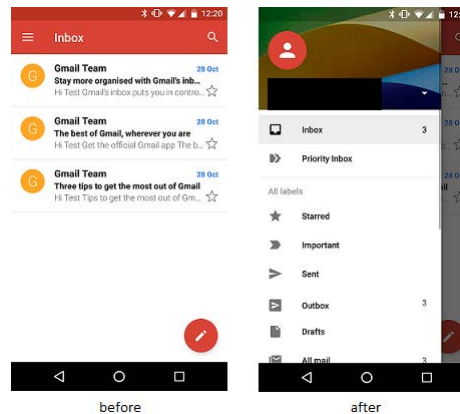 12:20
Inbox
Gmail Team
28 Oct
Stay more organised with Gmail's inb...
Hi Test Gmail's inbox puts you in contro...
Gmail Team
28 Oct
The best of Gmail, wherever you are
Hi Test Get the official Gmail app The b...
Gmail Team
28 Oct
Three tips to get the most out of Gmail
Hi Test Tips to get the most out of Gm...
G
G
G
before
12:
Inbox
3
Priority Inbox
All labels
Starred
Important
Sent
Outbox
3
Drafts
All mail
3
28 O
28 O
28 O
after